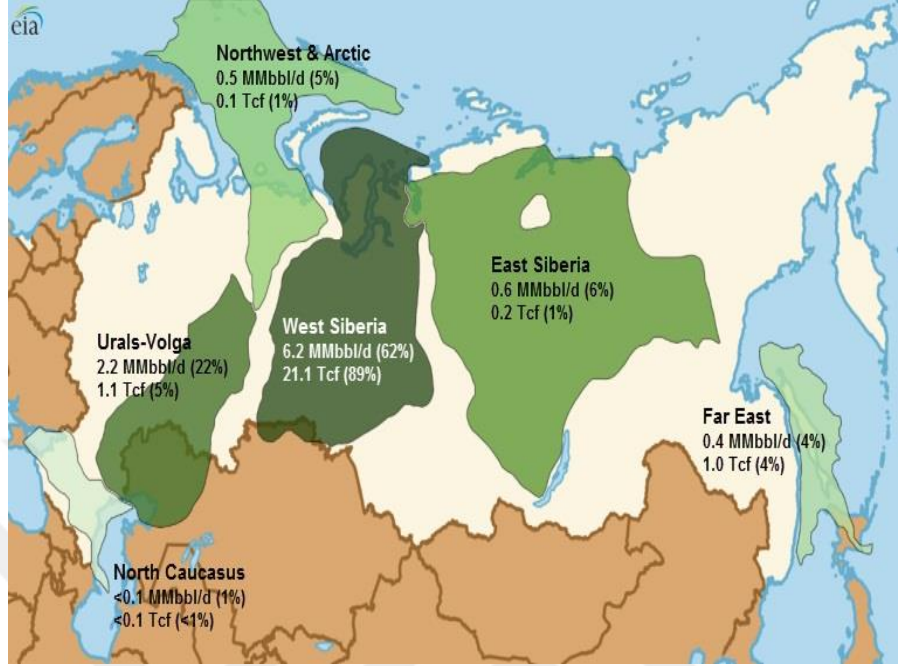 eia
Northwest & Arctic
0.5 MMbbl/d (5%)
0.1 Tcf (1%)
East Siberia
0.6 MMbbl/d (6%)
0.2 Tcf (1%)
West Siberia
6.2 MMbbl/d (62%)
21.1 Tcf (89%)
Urals-Volga
2.2 MMbbl/d (22%)
1.1 Tcf (5%)
Far East
0.4 MMbbl/d (4%)
1.0 Tcf (4%)
North Caucasus
<0.1 MMbbl/d (1%)
<0.1 Tcf (<1%)